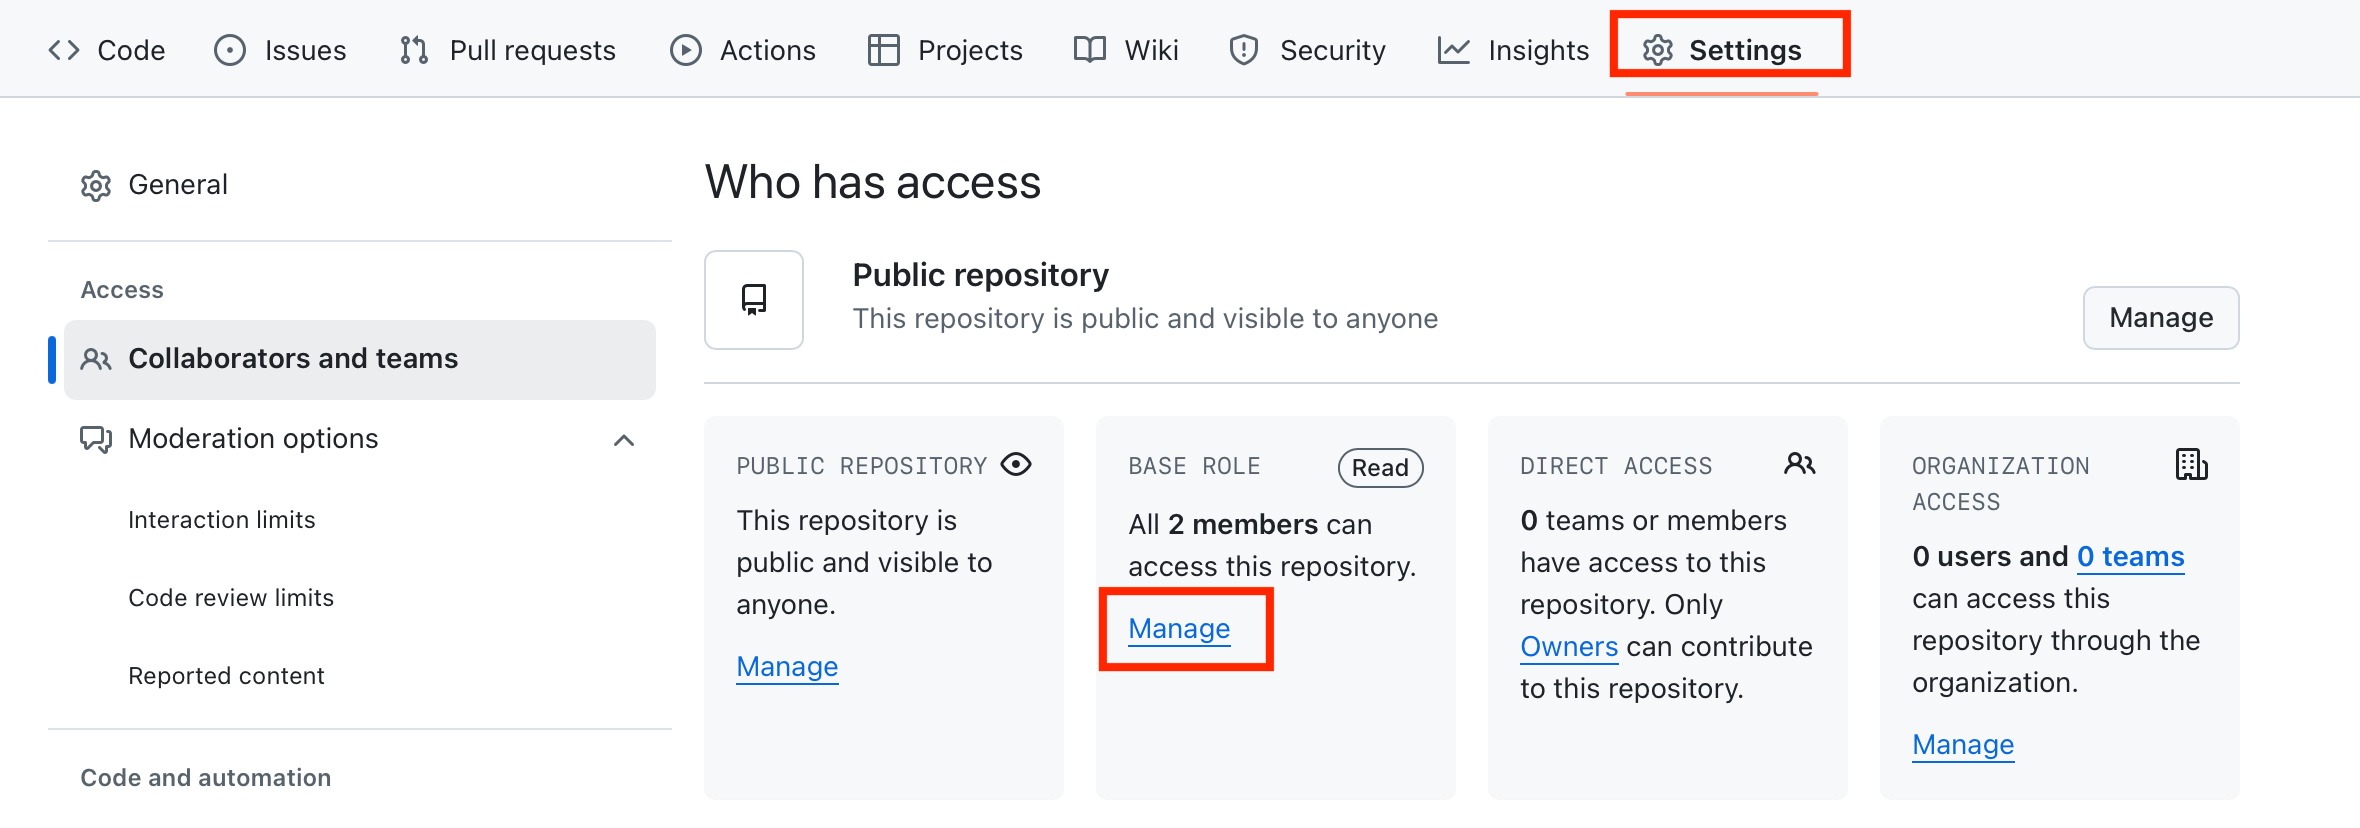 Code Issues Pull requests Actions Projects Wiki Security Insights Settings
General
Access
Collaborators and teams
Moderation options
Interaction limits
Code review limits
Reported content
Code and automation
Who has access
Public repository
This repository is public and visible to anyone
Manage
PUBLIC REPOSITORY
This repository is
public and visible to
anyone.
Manage
BASE ROLE Read
All 2 members can
access this repository.
Manage
DIRECT ACCESS
0 teams or members
have access to this
repository. Only
Owners can contribute
to this repository.
ORGANIZATION
ACCESS
0 users and 0 teams
can access this
repository through the
organization.
Manage